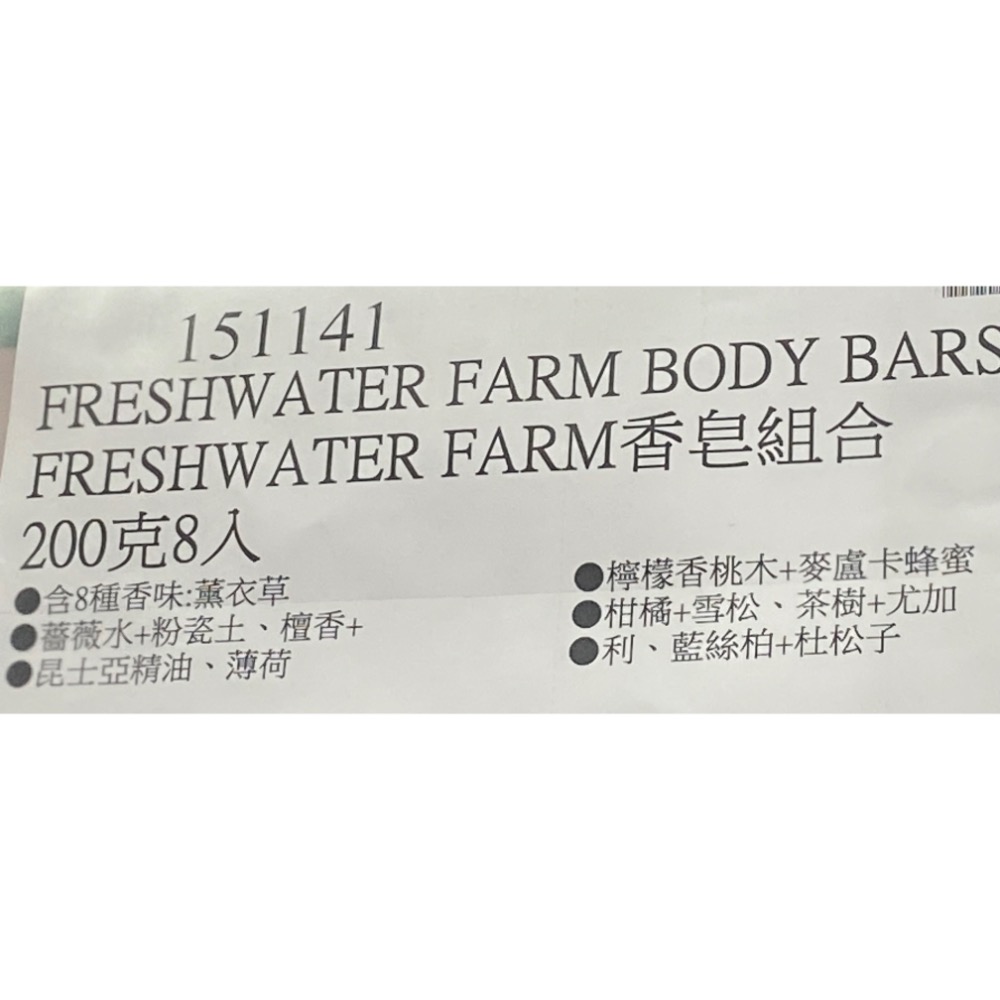 151141
FRESHWATER FARM BODY BARS
FRESHWATER FARM香皂組合
200克8入
●含8種香味:薰衣草
●薔薇水+粉瓷土、檀香+
●昆士亞精油、薄荷
●檸檬香桃木+麥盧卡蜂蜜
●柑橘+雪松、茶樹+尤加
●利、藍絲柏+杜松子